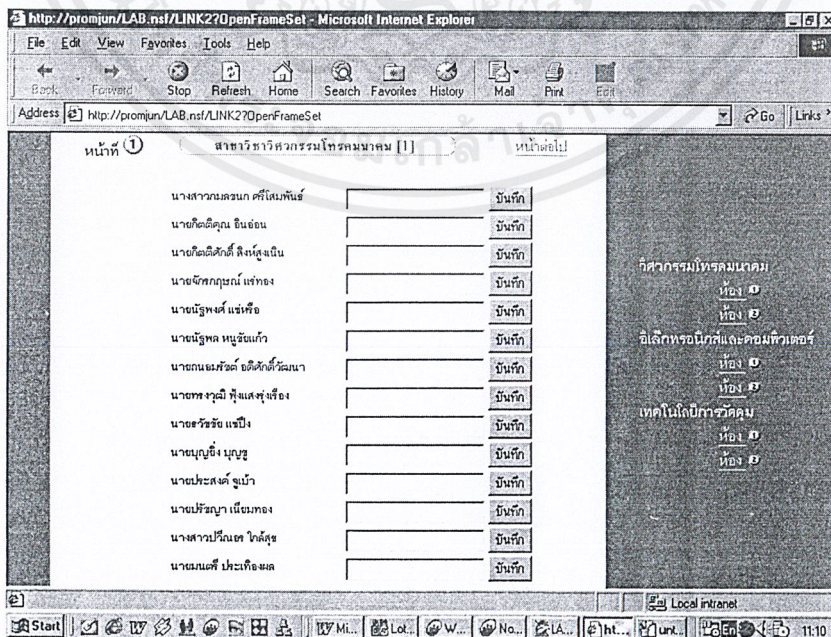 http://promjun/LAB.nsf/LINK2?OpenFrameSet - Microsoft Internet Explorer
File Edit View Favorites Tools Help
Back Forward Stop Refresh Home Search Favorites History Mail Print Edit
Address http://promjun/LAB.nsf/LINK2?OpenFrameSet Go Links
หน้าที่ 1 สาขาวิชาวิศวกรรมโทรคมนาคม [1] หน้าต่อไป
นางสาวกมลชนก ศรีโสมพันธ์ บันทึก
นายกิตติคุณ อินอ่อน บันทึก
นายกิตติศักดิ์ สิงห์สูงเนิน บันทึก
นายจักรกฤษณ์ แร่ทอง บันทึก
นายณัฐพงศ์ แซ่หรือ บันทึก
นายณัฐพล หนูชัยแก้ว บันทึก
นายถนอมรัชต์ อดิศักดิ์วัฒนา บันทึก
นายทรงวุฒิ ฟุ้งแสงรุ่งเรือง บันทึก
นายธวัชชัย แซ่ปึง บันทึก
นายบุญยิ่ง บุญชู บันทึก
นายประสงค์ ชูเบ้า บันทึก
นายปรัชญา เนียมทอง บันทึก
นางสาวปวีณอร ใกล้สุข บันทึก
นายมนตรี ประเทืองผล บันทึก
วิศวกรรมโทรคมนาคม
ห้อง 1
ห้อง 2
อิเล็กทรอนิกส์และคอมพิวเตอร์
ห้อง 1
ห้อง 2
เทคโนโลยีการวัดคุม
ห้อง 1
ห้อง 2
Local intranet
Start Mi... Lot... W... No... LA... ht... unt. En 11:10